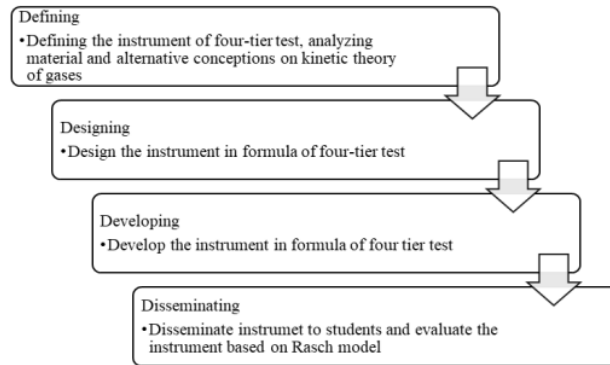 Defining
•Defining the instrument of four-tier test, analyzing
material and alternative conceptions on kinetic theory
of gases
Designing
•Design the instrument in formula of four-tier test
Developing
•Develop the instrument in formula of four tier test
Disseminating
•Disseminate instrumet to students and evaluate the
instrument based on Rasch model